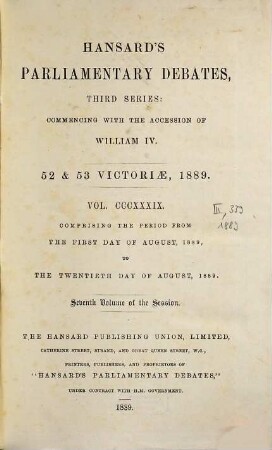 HANSARD'S
PARLIAMENTARY DEBATES,
THIRD SERIES:
COMMENCING WITH THE ACCESSION OF
WILLIAM IV.
52 & 53 VICTORIÆ, 1889.
VOL. CCCXXXIX.
III, 339
1889
COMPRISING THE PERIOD FROM
THE FIRST DAY OF AUGUST, 1889,
TO
THE TWENTIETH DAY OF AUGUST, 1889.
Seventh Volume of the Session.
THE HANSARD PUBLISHING UNION, LIMITED,
CATHERINE STREET, STRAND, AND GREAT QUEEN STREET, W.C.,
PRINTERS, PUBLISHERS, AND PROPRIETORS OF
"HANSARD'S PARLIAMENTARY DEBATES,"
UNDER CONTRACT WITH H.M. GOVERNMENT.
1889.